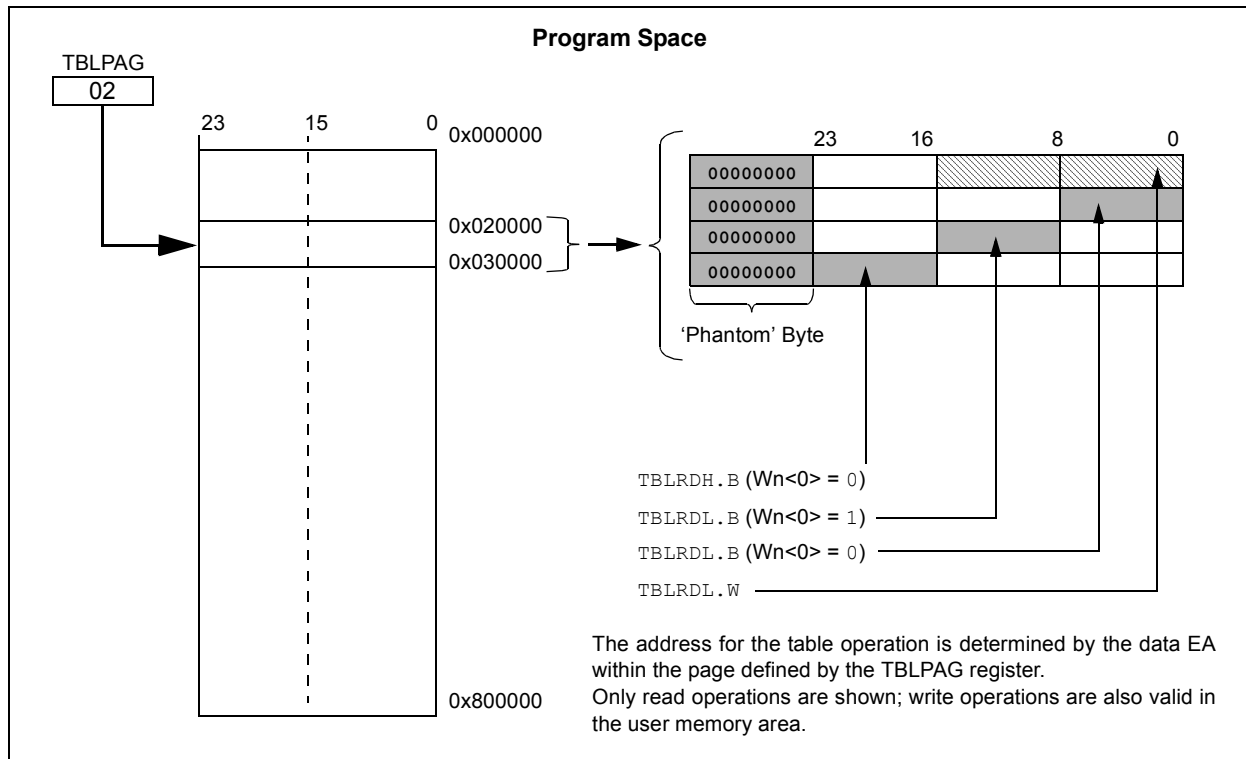 Program Space
TBLPAG
02
23 15 0
0x000000
0x020000
0x030000
0x800000
23 16 8 0
00000000
00000000
00000000
00000000
‘Phantom’ Byte
TBLRDH.B (Wn<0> = 0)
TBLRDL.B (Wn<0> = 1)
TBLRDL.B (Wn<0> = 0)
TBLRDL.W
The address for the table operation is determined by the data EA
within the page defined by the TBLPAG register.
Only read operations are shown; write operations are also valid in
the user memory area.